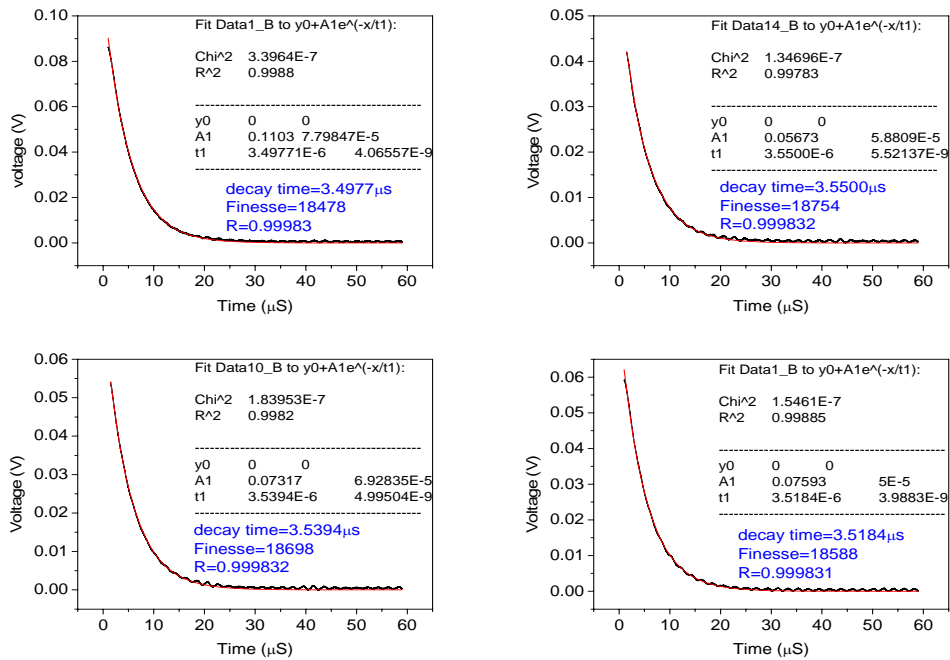 Fit Data1_B to y0+A1e^(-x/t1):
Chi^2 3.3964E-7
R^2 0.9988
--------------------------------------------------
y0 0 0
A1 0.1103 7.79847E-5
t1 3.49771E-6 4.06557E-9
--------------------------------------------------
decay time=3.4977μs
Finesse=18478
R=0.99983
voltage (V)
0.10
0.08
0.06
0.04
0.02
0.00
0 10 20 30 40 50 60
Time (μS)
Fit Data14_B to y0+A1e^(-x/t1):
Chi^2 1.34696E-7
R^2 0.99783
--------------------------------------------------
y0 0 0
A1 0.05673 5.8809E-5
t1 3.5500E-6 5.52137E-9
--------------------------------------------------
decay time=3.5500μs
Finesse=18754
R=0.999832
Voltage (V)
0.05
0.04
0.03
0.02
0.01
0.00
0 10 20 30 40 50 60
Time (μS)
Fit Data10_B to y0+A1e^(-x/t1):
Chi^2 1.83953E-7
R^2 0.9982
--------------------------------------------------
y0 0 0
A1 0.07317 6.92835E-5
t1 3.5394E-6 4.99504E-9
--------------------------------------------------
decay time=3.5394μs
Finesse=18698
R=0.999832
Voltage (V)
0.06
0.05
0.04
0.03
0.02
0.01
0.00
0 10 20 30 40 50 60
Time (μS)
Fit Data1_B to y0+A1e^(-x/t1):
Chi^2 1.5461E-7
R^2 0.99885
--------------------------------------------------
y0 0 0
A1 0.07593 5E-5
t1 3.5184E-6 3.9883E-9
--------------------------------------------------
decay time=3.5184μs
Finesse=18588
R=0.999831
Voltage (V)
0.06
0.05
0.04
0.03
0.02
0.01
0.00
0 10 20 30 40 50 60
Time (μS)